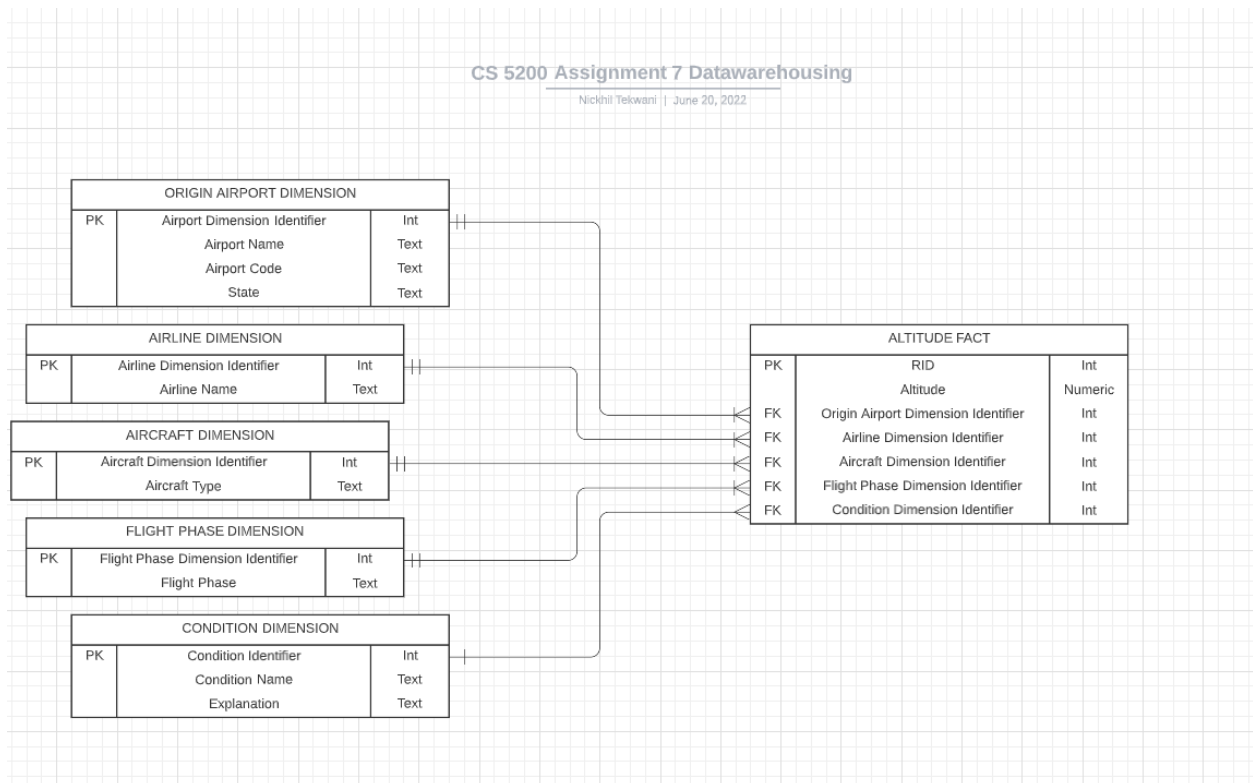 CS 5200 Assignment 7 Datawarehousing
Nickhil Tekwani | June 20, 2022
ORIGIN AIRPORT DIMENSION
PK Airport Dimension Identifier Int
Airport Name Text
Airport Code Text
State Text
AIRLINE DIMENSION
PK Airline Dimension Identifier Int
Airline Name Text
AIRCRAFT DIMENSION
PK Aircraft Dimension Identifier Int
Aircraft Type Text
FLIGHT PHASE DIMENSION
PK Flight Phase Dimension Identifier Int
Flight Phase Text
CONDITION DIMENSION
PK Condition Identifier Int
Condition Name Text
Explanation Text
ALTITUDE FACT
PK RID Int
Altitude Numeric
FK Origin Airport Dimension Identifier Int
FK Airline Dimension Identifier Int
FK Aircraft Dimension Identifier Int
FK Flight Phase Dimension Identifier Int
FK Condition Dimension Identifier Int